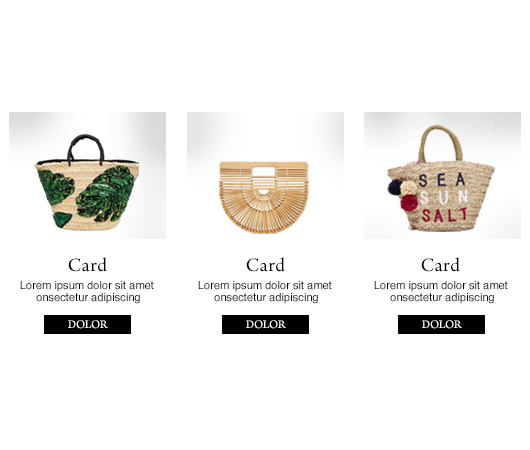 SEA
SUN
SALT
Card
Lorem ipsum dolor sit amet
onsectetur adipiscing
DOLOR
Card
Lorem ipsum dolor sit amet
onsectetur adipiscing
DOLOR
Card
Lorem ipsum dolor sit amet
onsectetur adipiscing
DOLOR